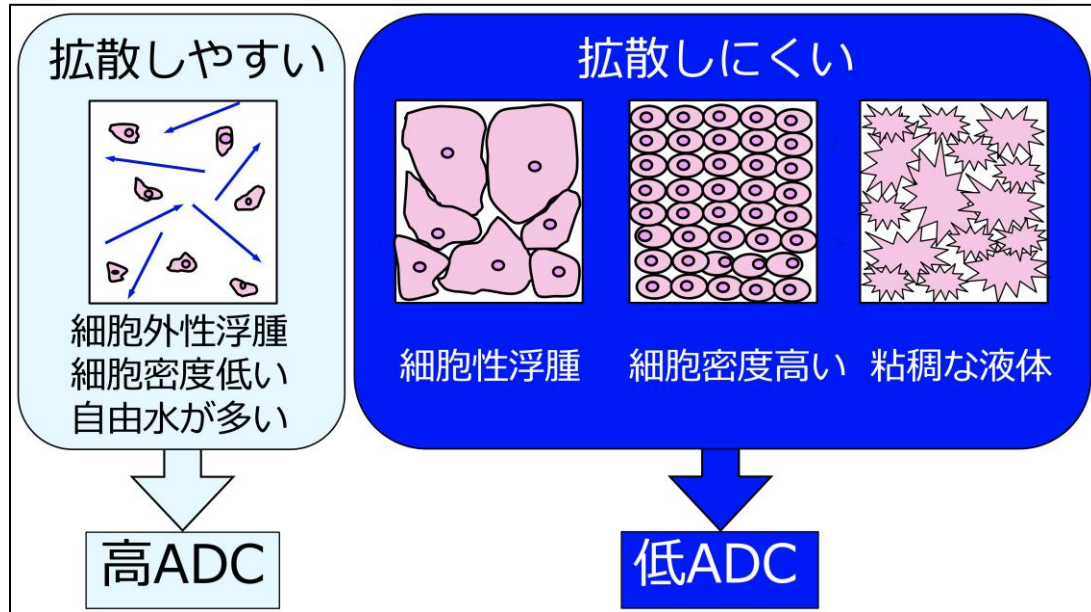 拡散しやすい
細胞外性浮腫
細胞密度低い
自由水が多い
高ADC
拡散しにくい
細胞性浮腫
細胞密度高い
粘稠な液体
低ADC